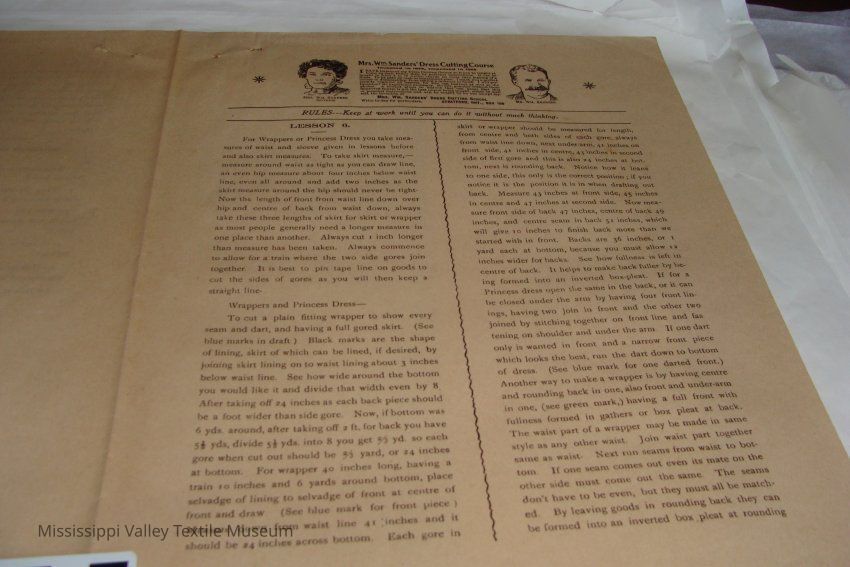 Mrs. Wm Sanders' Dress Cutting Course
MRS. WM. SANDERS' DRESS CUTTING SCHOOL
STRATFORD, ONT.,
MRS. WM. SANDERS
RULES—Keep at work until you can do it without much thinking.
LESSON 6.
For Wrappers or Princess Dress you take mea-
sures of waist and sleeve given in lessons before
and also skirt measures. To take skirt measure,—
measure around waist as tight as you can draw line,
an even hip measure about four inches below waist
line, even all around and add two inches as the
skirt measure around the hip should never be tight.
Now the length of front from waist line down over
hip and centre of back from waist down, always
take these three lengths of skirt for skirt or wrapper
as most people generally need a longer measure in
one place than another. Always cut 1 inch longer
than measure has been taken. Always commence
to allow for a train where the two side gores join
together. It is best to pin tape line on goods to
cut the sides of gores as you will then keep a
straight line.
Wrappers and Princess Dress—
To cut a plain fitting wrapper to show every
seam and dart, and having a full gored skirt. (See
blue marks in draft ) Black marks are the shape
of lining, skirt of which can be lined, if desired, by
joining skirt lining on to waist lining about 3 inches
below waist line. See how wide around the bottom
you would like it and divide that width even by 8
After taking off 24 inches as each back piece should
be a foot wider than side gore. Now, if bottom was
6 yds. around, after taking off 2 ft. for back you have
5⅓ yds, divide 5⅓ yds. into 8 you get ⅔ yd. so each
gore when cut out should be ⅔ yard, or 24 inches
at bottom. For wrapper 40 inches long, having a
train 10 inches and 6 yards around bottom, place
selvadge of lining to selvadge of front at centre of
front and draw. (See blue mark for front piece )
down from waist line 41 inches and it
should be 24 inches across bottom. Each gore in
skirt or wrapper should be measured for length,
from centre and both sides of each gore, always
from waist line down, next under-arm, 41 inches on
front side, 42 inches in centre, 43 inches in second
side of first gore and this is also 24 inches at bot-
tom, next is rounding back. Notice how it leans
to one side, this is the correct position ; if you
notice it is the position it is in when drafting out
back. Measure 43 inches at front side, 45 inches
in centre and 47 inches at second side. Now mea-
sure front side of back 47 inches, centre of back 49
inches, and centre seam in back 51 inches, which
will give 10 inches to finish back more than we
started with in front. Backs are 36 inches, or 1
yard each at bottom, because you must allow 12
inches wider for backs. See how fullness is left in
centre of back. It helps to make back fuller by be-
ing formed into an inverted box-pleat. If for a
Princess dress open the same in the back, or it can
be closed under the arm by having four front lin-
ings, having two join in front and the other two
joined by stitching together on front line and fas
tening on shoulder and under the arm. If one dart
only is wanted in front and a narrow front piece
which looks the best, run the dart down to bottom
of dress. (See blue mark for one darted front.)
Another way to make a wrapper is by having centre
and rounding back in one, also front and under-arm
in one, (see green mark,) having a full front with
fullness formed in gathers or box pleat at back.
The waist part of a wrapper may be made in same
style as any other waist. Join waist part together
same as waist. Next run seams from waist to bot-
tom. If one seam comes out even its mate on the
other side must come out the same. The seams
don't have to be even, but they must all be match-
ed. By leaving goods in rounding back they can
be formed into an inverted box pleat at rounding
Mississippi Valley Textile Museum